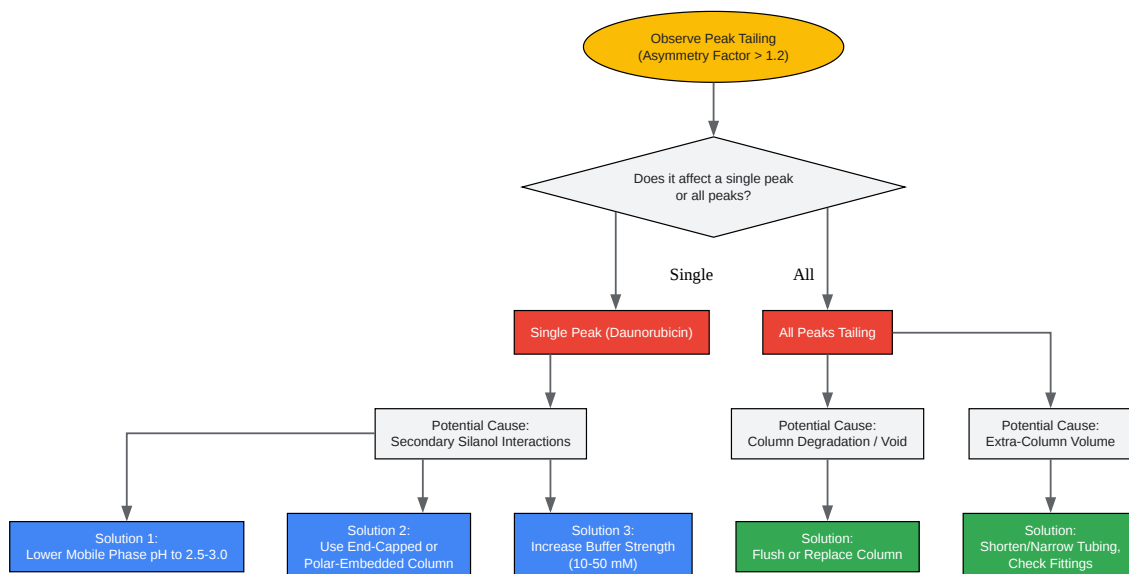 Observe Peak Tailing
(Asymmetry Factor > 1.2)
Does it affect a single peak
or all peaks?
Single
All
Single Peak (Daunorubicin)
All Peaks Tailing
Potential Cause:
Secondary Silanol Interactions
Potential Cause:
Column Degradation / Void
Potential Cause:
Extra-Column Volume
Solution 1:
Lower Mobile Phase pH to 2.5-3.0
Solution 2:
Use End-Capped or
Polar-Embedded Column
Solution 3:
Increase Buffer Strength
(10-50 mM)
Solution:
Flush or Replace Column
Solution:
Shorten/Narrow Tubing,
Check Fittings